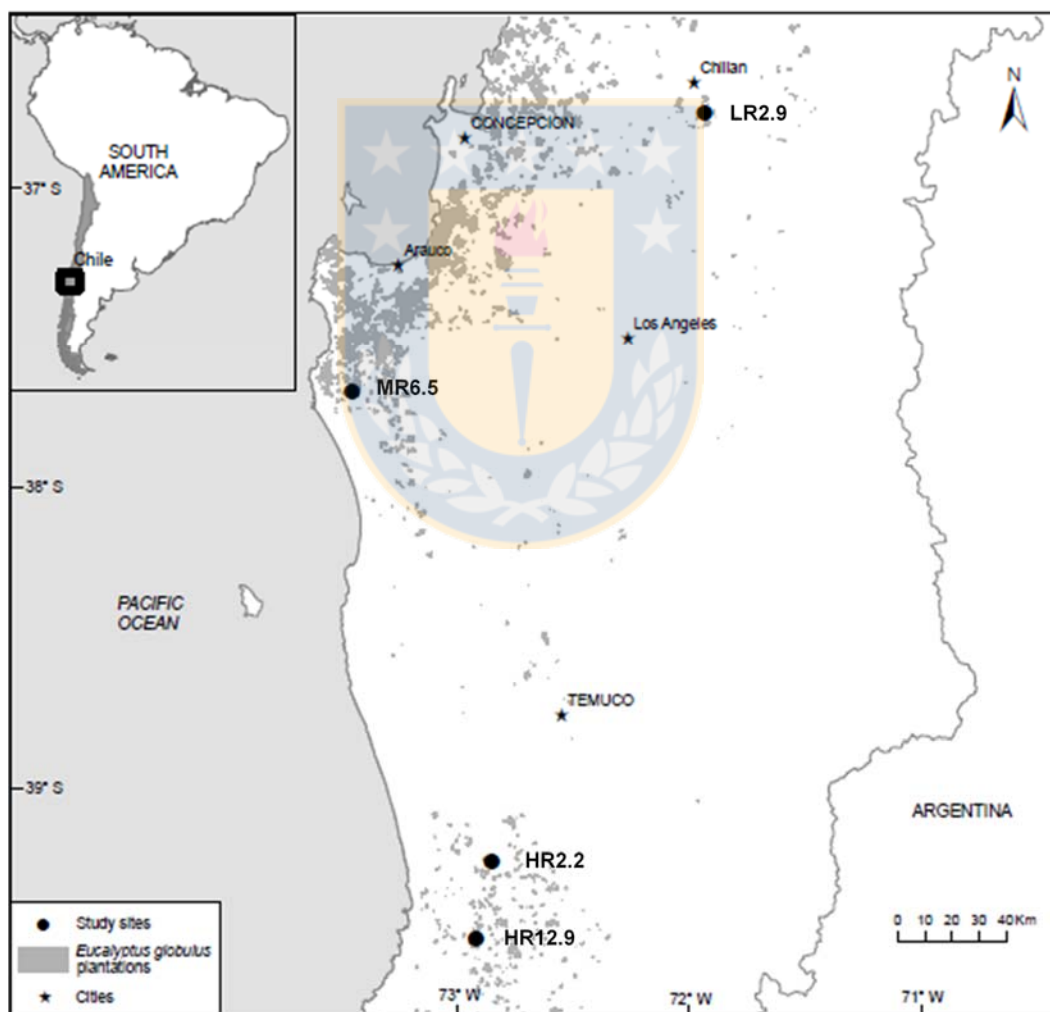 SOUTH
AMERICA
Chile
N
Chillan
LR2.9
CONCEPCION
37° S
Arauco
Los Angeles
MR6.5
38° S
PACIFIC
OCEAN
TEMUCO
39° S
ARGENTINA
HR2.2
HR12.9
Study sites
Eucalyptus globulus
plantations
Cities
0 10 20 30 40 Km
73° W
72° W
71° W